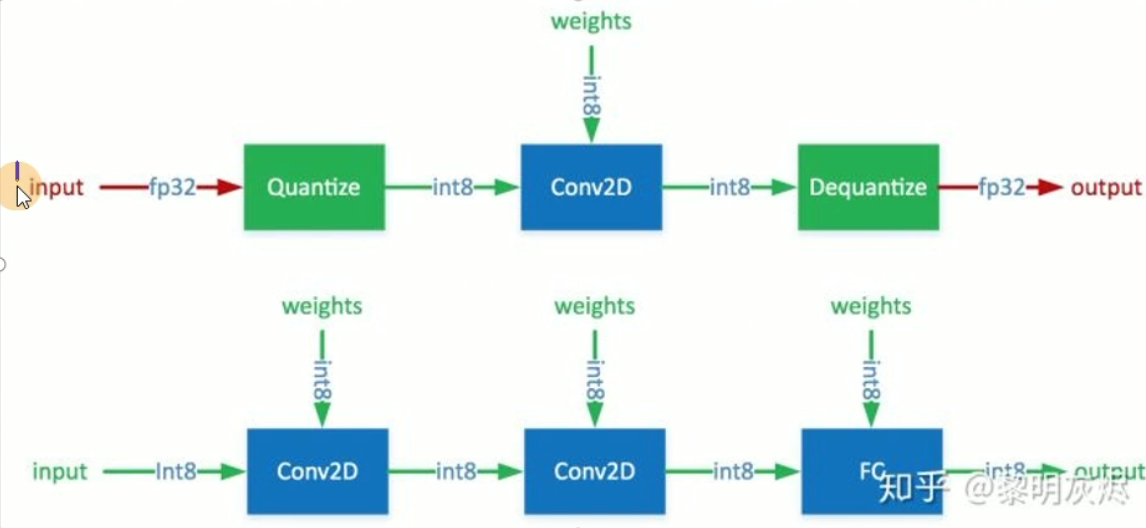 weights
int8
input fp32 Quantize int8 Conv2D int8 Dequantize fp32 output
weights weights weights
int8 int8 int8
input Int8 Conv2D int8 Conv2D int8 FC int8 output
知乎 @黎明灰烬